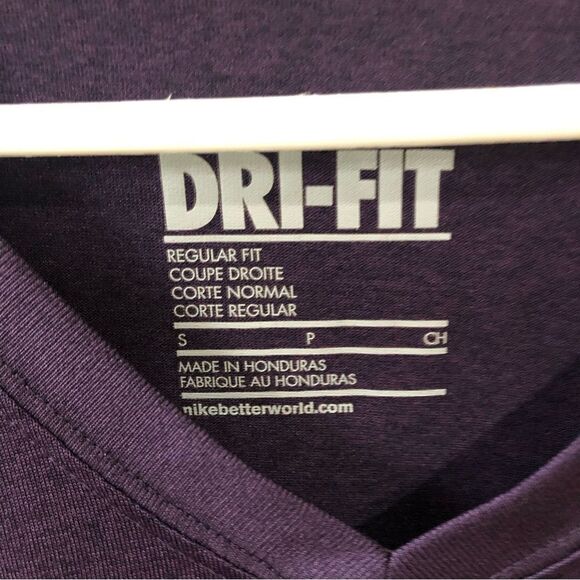 DRI-FIT
REGULAR FIT
COUPE DROITE
CORTE NORMAL
CORTE REGULAR
S P CH
MADE IN HONDURAS
FABRIQUE AU HONDURAS
nikebetterworld.com